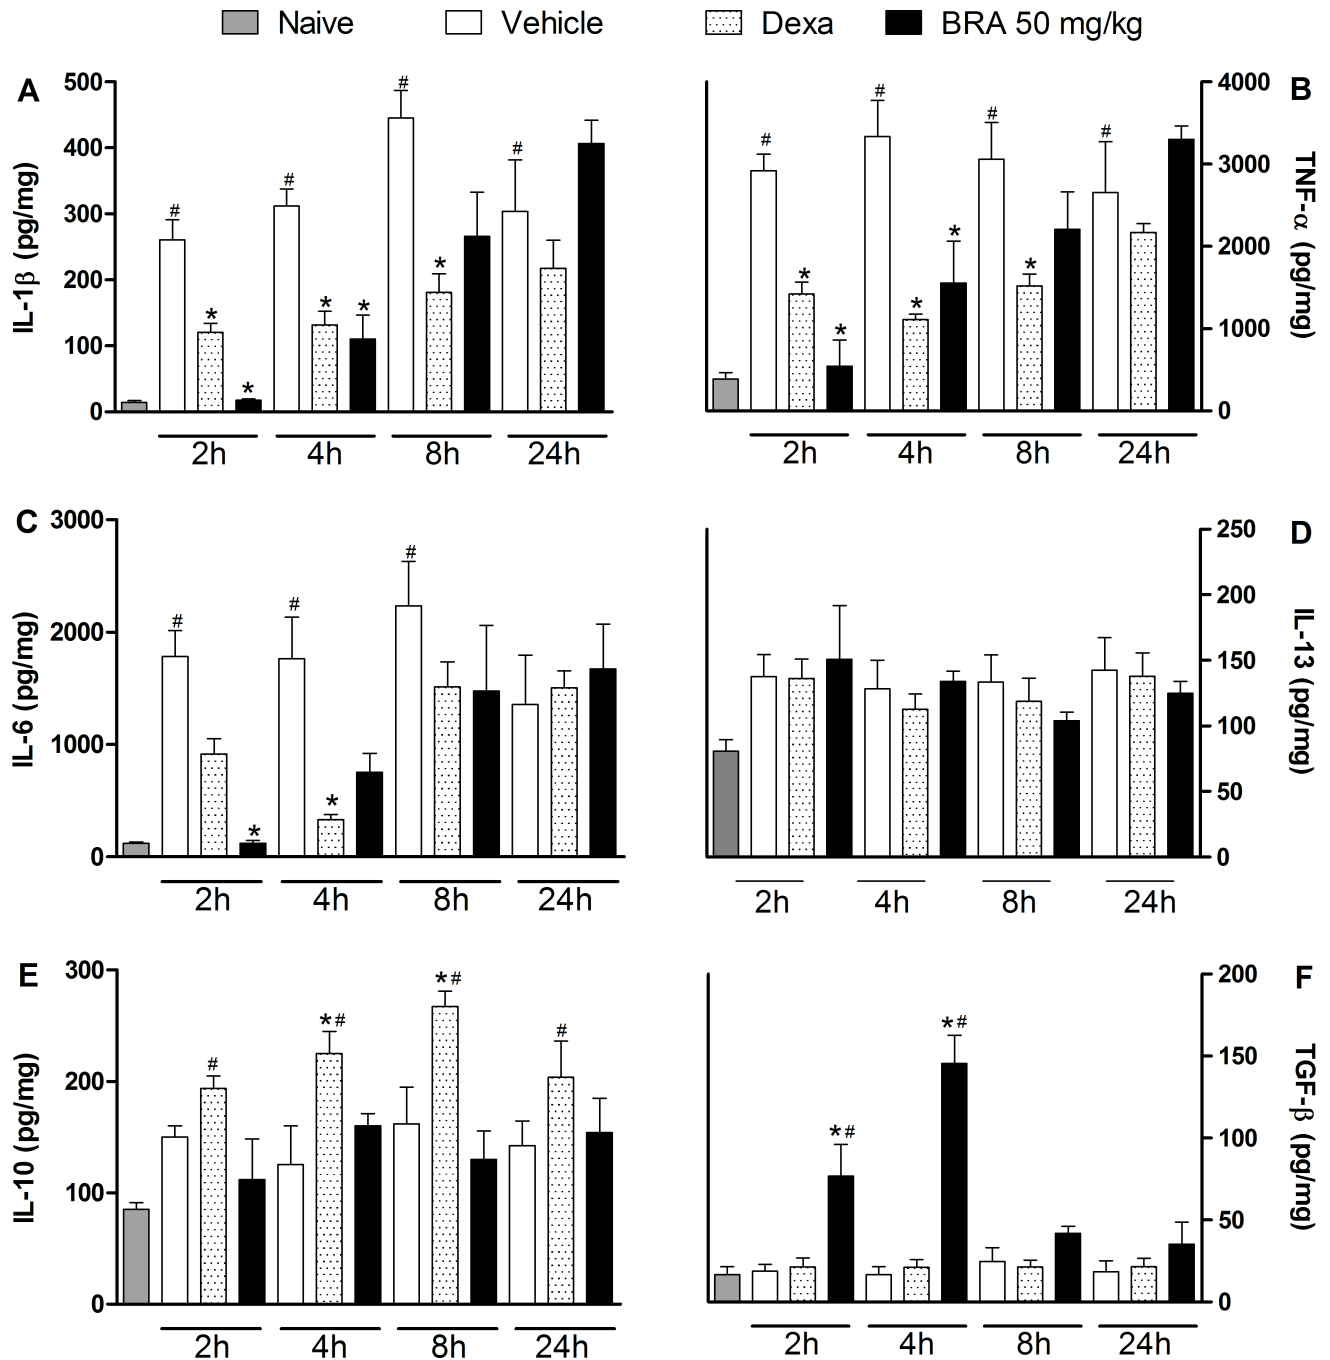 Naive Vehicle Dexa BRA 50 mg/kg
A
IL-1β (pg/mg)
500
400
300
200
100
0
# # # #
* * * * *
2h 4h 8h 24h
B
TNF-α (pg/mg)
4000
3000
2000
1000
0
# # # #
* * * * *
2h 4h 8h 24h
C
IL-6 (pg/mg)
3000
2000
1000
0
# # #
* *
2h 4h 8h 24h
D
IL-13 (pg/mg)
250
200
150
100
50
0
2h 4h 8h 24h
E
IL-10 (pg/mg)
300
200
100
0
# *# *# #
2h 4h 8h 24h
F
TGF-β (pg/mg)
200
150
100
50
0
*# *#
2h 4h 8h 24h